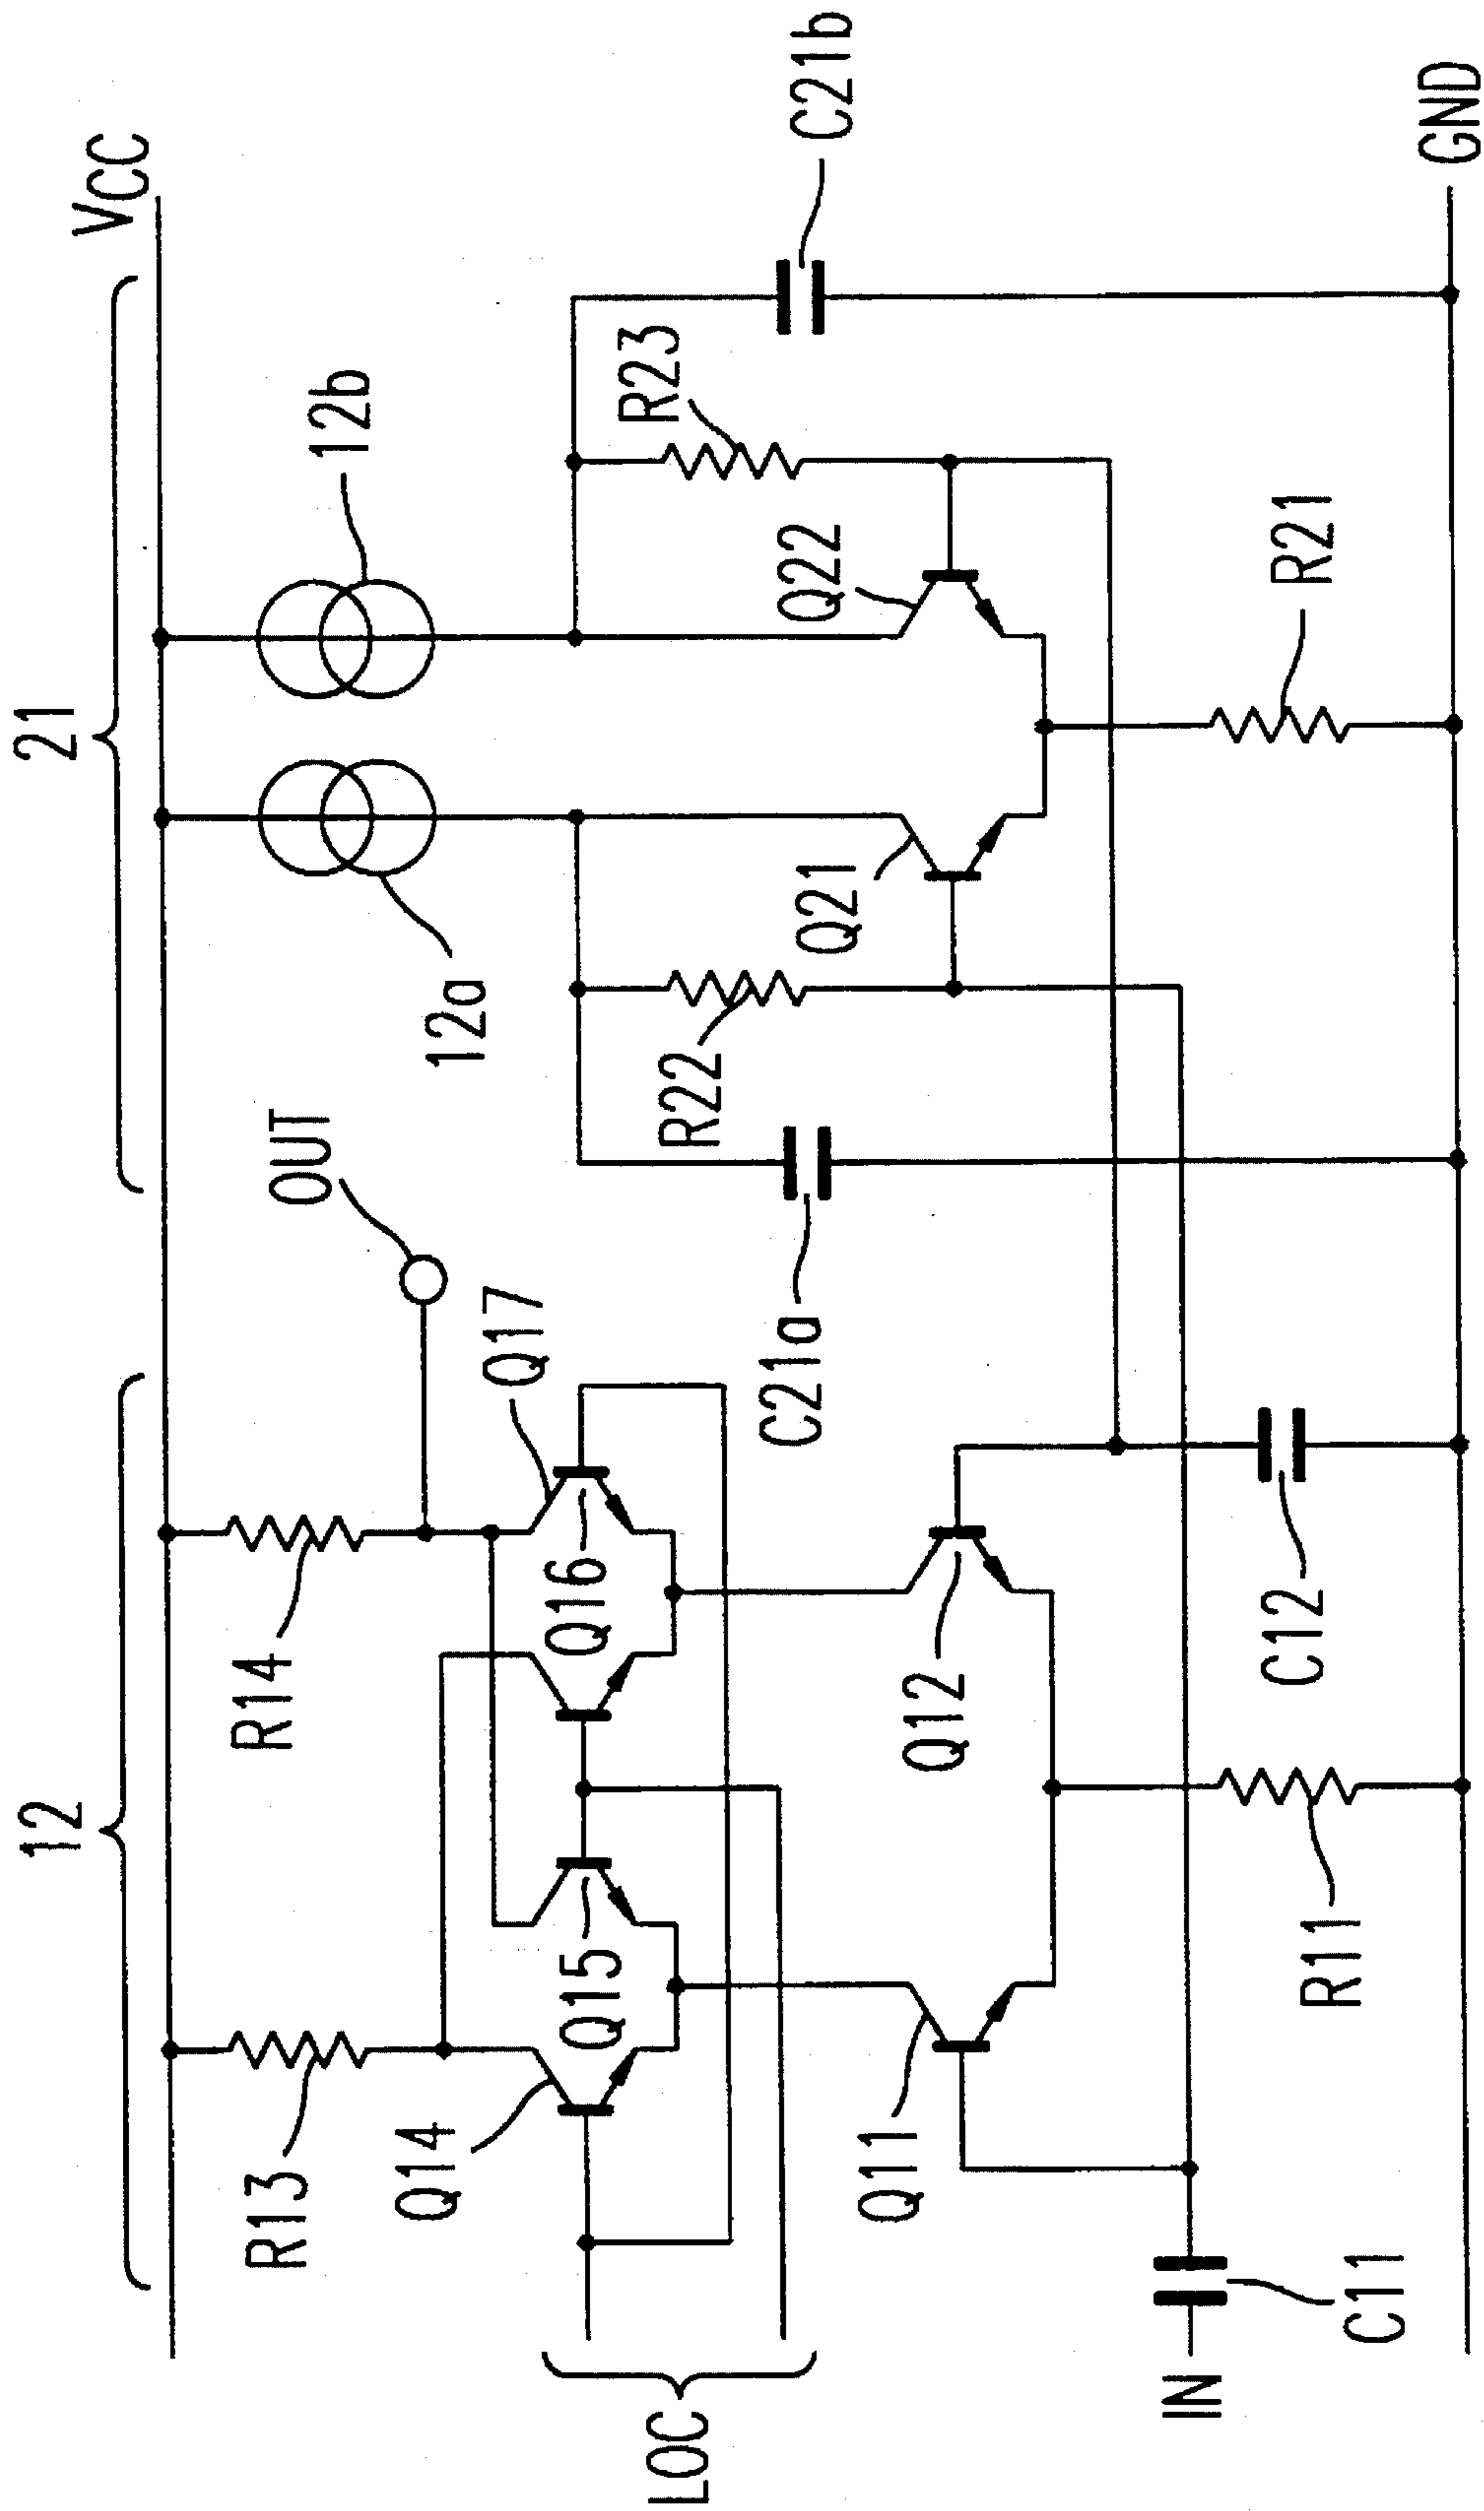 12
21
VCC
R13
R14
OUT
12a
12b
Q14
Q15
Q16
Q17
LOC
R22
R23
C21a
C21b
Q11
Q12
Q21
Q22
IN
C11
R11
C12
R21
GND